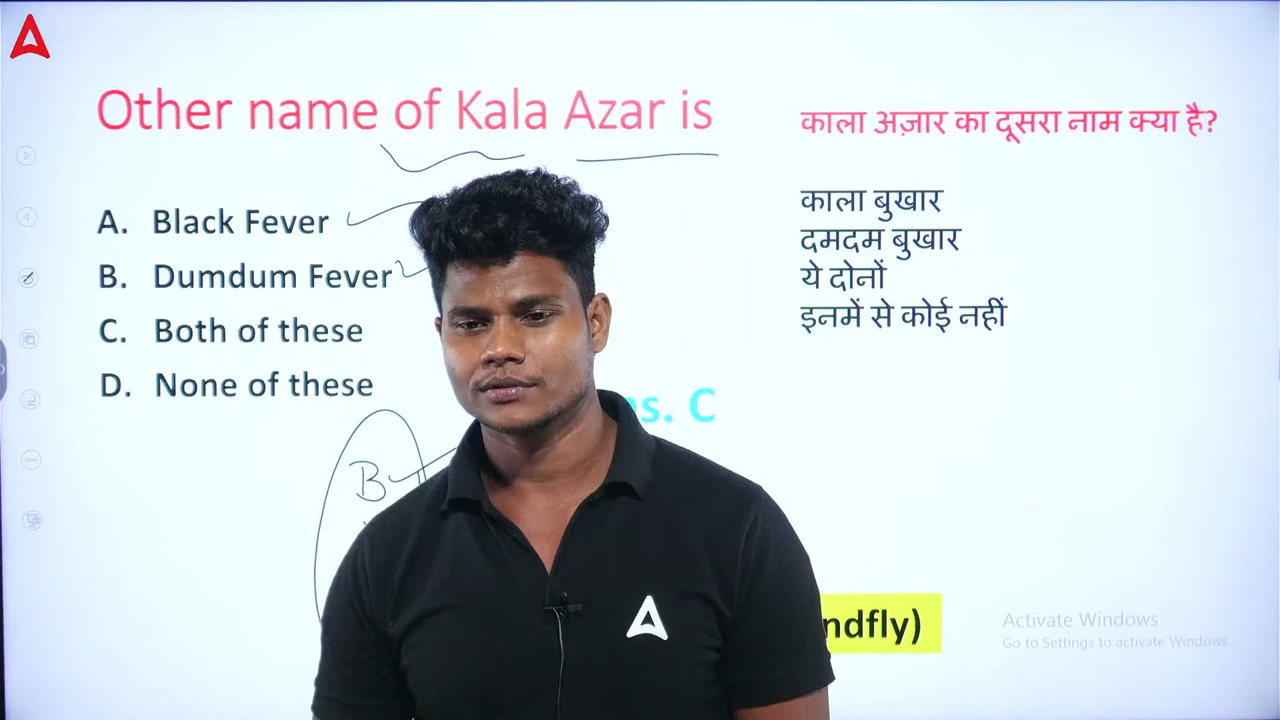 Other name of Kala Azar is
A. Black Fever
B. Dumdum Fever
C. Both of these
D. None of these
काला अज़ार का दूसरा नाम क्या है?
काला बुखार
दमदम बुखार
ये दोनों
इनमें से कोई नहीं
C
B
Activate Windows
Go to Settings to activate Windows.